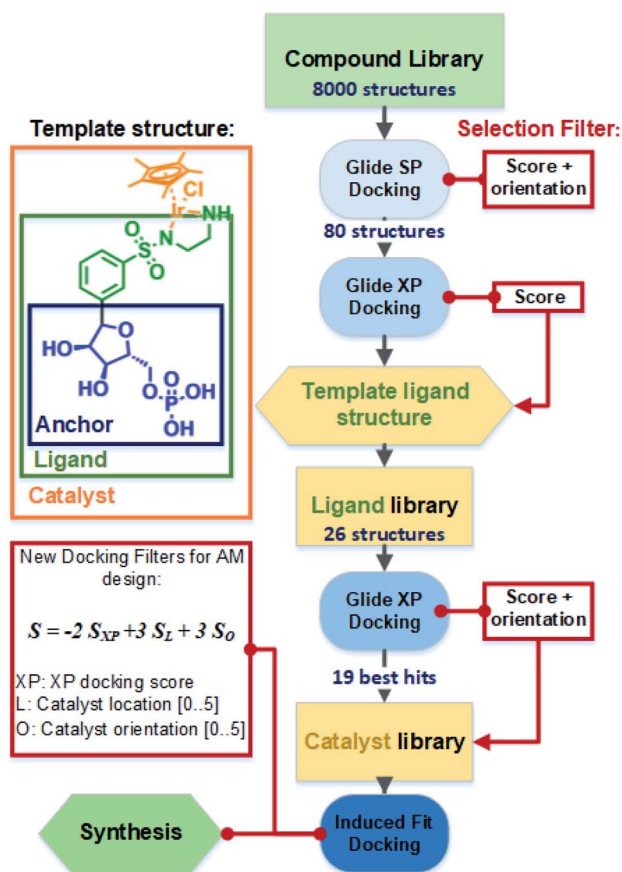 Compound Library
8000 structures
Template structure:
Selection Filter:
Glide SP
Docking
Score +
orientation
80 structures
Glide XP
Docking
Score
Cl
Ir
NH
N
O
S
O
O
HO
HO
O
O
P
OH
OH
Anchor
Ligand
Catalyst
Template ligand
structure
Ligand library
26 structures
New Docking Filters for AM
design:
S = -2 S_XP +3 S_L + 3 S_O
XP: XP docking score
L: Catalyst location [0..5]
O: Catalyst orientation [0..5]
Glide XP
Docking
Score +
orientation
19 best hits
Catalyst library
Synthesis
Induced Fit
Docking